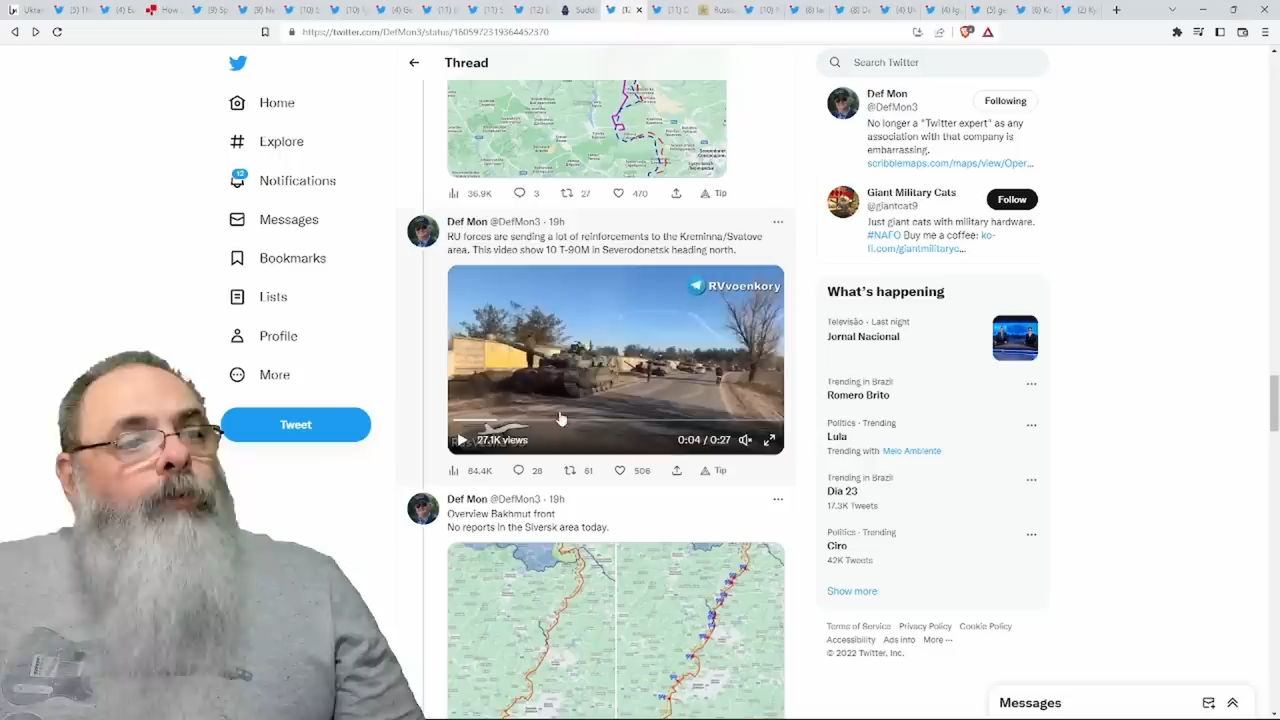 https://twitter.com/DefMon3/status/1605972319364452370
Home
Explore
12
Notifications
Messages
Bookmarks
Lists
Profile
More
Tweet
Thread
36.9K
3
27
470
Tip
Def Mon @DefMon3 · 19h
RU forces are sending a lot of reinforcements to the Kreminna/Svatove
area. This video show 10 T-90M in Severodonetsk heading north.
RVvoenkory
27.1K views
0:04 / 0:27
84.4K
28
61
506
Tip
Def Mon @DefMon3 · 19h
Overview Bakhmut front
No reports in the Siversk area today.
Search Twitter
Def Mon
@DefMon3
Following
No longer a "Twitter expert" as any
association with that company is
embarrassing.
scribblemaps.com/maps/view/Oper...
Giant Military Cats
@giantcat9
Follow
Just giant cats with military hardware.
#NAFO Buy me a coffee: ko-
fi.com/giantmilitaryc...
What's happening
Televisão · Last night
Jornal Nacional
Trending in Brazil
Romero Brito
Politics · Trending
Lula
Trending with Meio Ambiente
Trending in Brazil
Dia 23
17.3K Tweets
Politics · Trending
Ciro
42K Tweets
Show more
Terms of Service Privacy Policy Cookie Policy
Accessibility Ads info More ...
© 2022 Twitter, Inc.
Messages